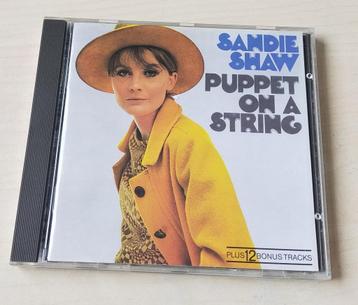 SANDIE
SHAW
PUPPET
ON A
STRING
PLUS 12 BONUS TRACKS